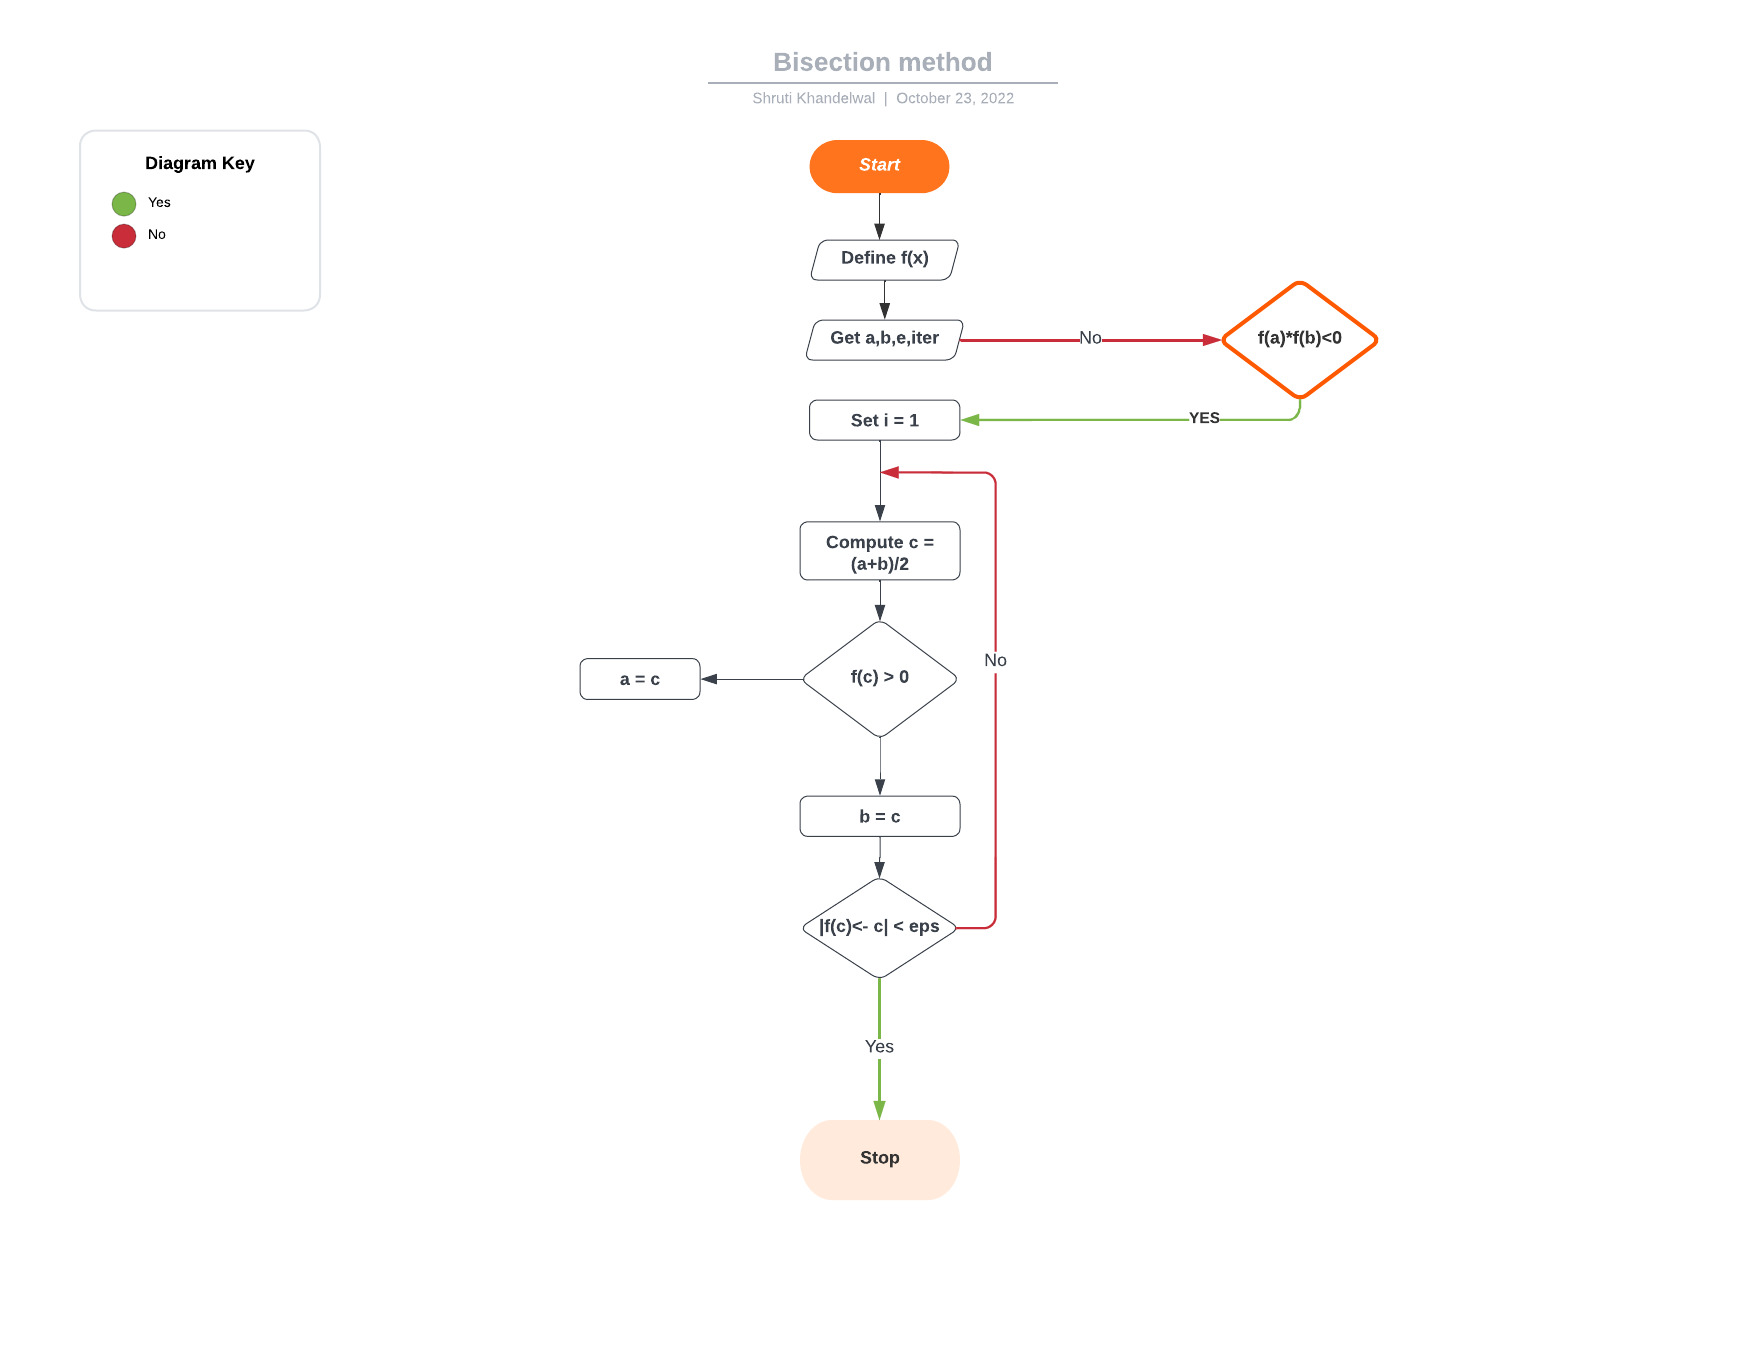 Bisection method
Shruti Khandelwal | October 23, 2022
Diagram Key
Yes
No
Start
Define f(x)
Get a,b,e,iter
No
f(a)*f(b)<0
Set i = 1
YES
Compute c =
(a+b)/2
No
a = c
f(c) > 0
b = c
|f(c)<- c| < eps
Yes
Stop